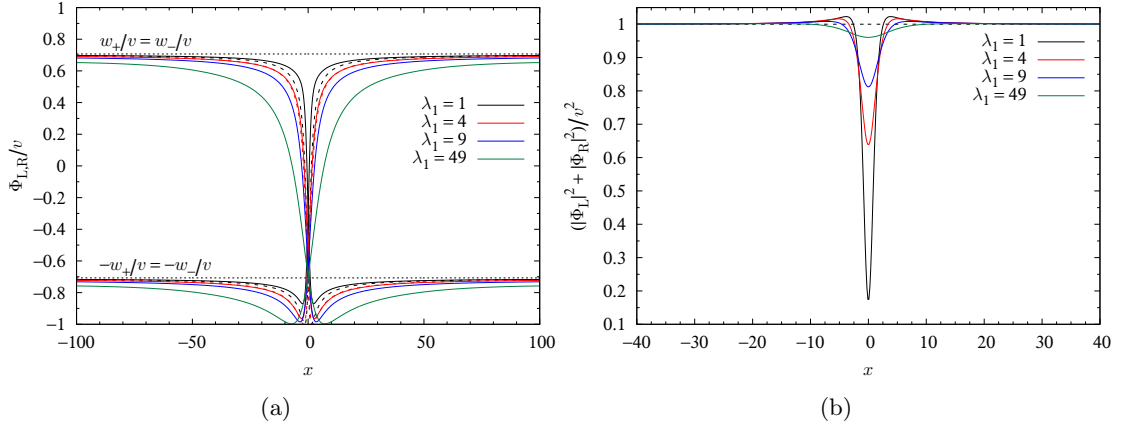 w₊/v = w₋/v
λ₁ = 1
λ₁ = 4
λ₁ = 9
λ₁ = 49
−w₊/v = −w₋/v
Φ_L,R/v
1
0.8
0.6
0.4
0.2
0
−0.2
−0.4
−0.6
−0.8
−1
−100
−50
0
50
100
x
(a)
λ₁ = 1
λ₁ = 4
λ₁ = 9
λ₁ = 49
(|Φ_L|² + |Φ_R|²)/v²
1
0.9
0.8
0.7
0.6
0.5
0.4
0.3
0.2
0.1
−40
−30
−20
−10
0
10
20
30
40
x
(b)